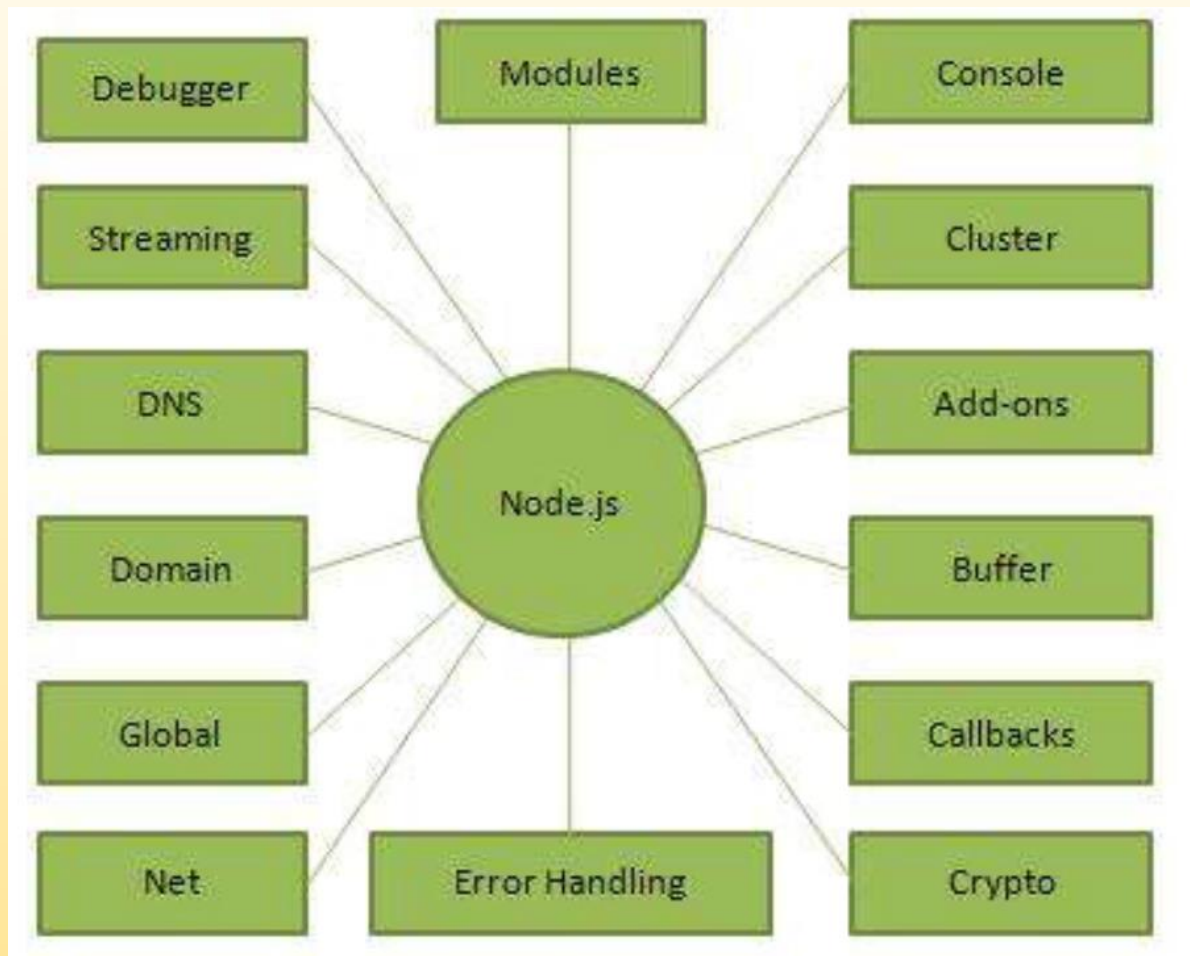 Debugger
Modules
Console
Streaming
Cluster
DNS
Add-ons
Node.js
Domain
Buffer
Global
Callbacks
Net
Error Handling
Crypto